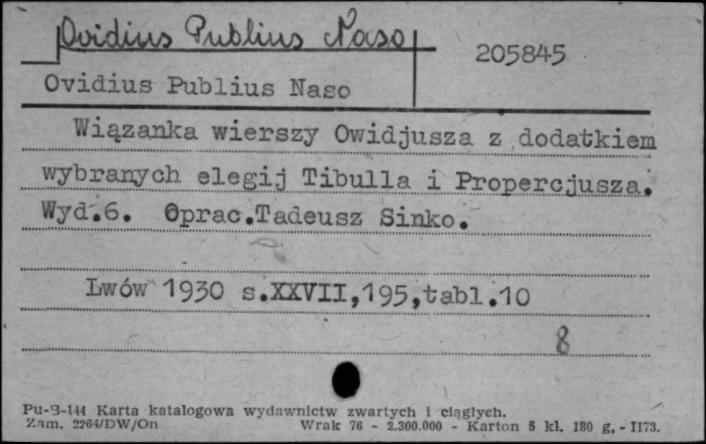 Ovidius Publius Naso
205845
Ovidius Publius Naso
Wiązanka wierszy Owidjusza z dodatkiem
wybranych elegij Tibulla i Propercjusza.
Wyd.6. Oprac.Tadeusz Sinko.
Lwów 1930 s.XXVII,195,tabl.10
8
Pu-B-144 Karta katalogowa wydawnictw zwartych i ciągłych.
Zam. 2264/DW/On Wrak 76 - 2.300.000 - Karton 5 kl. 180 g, - II73.